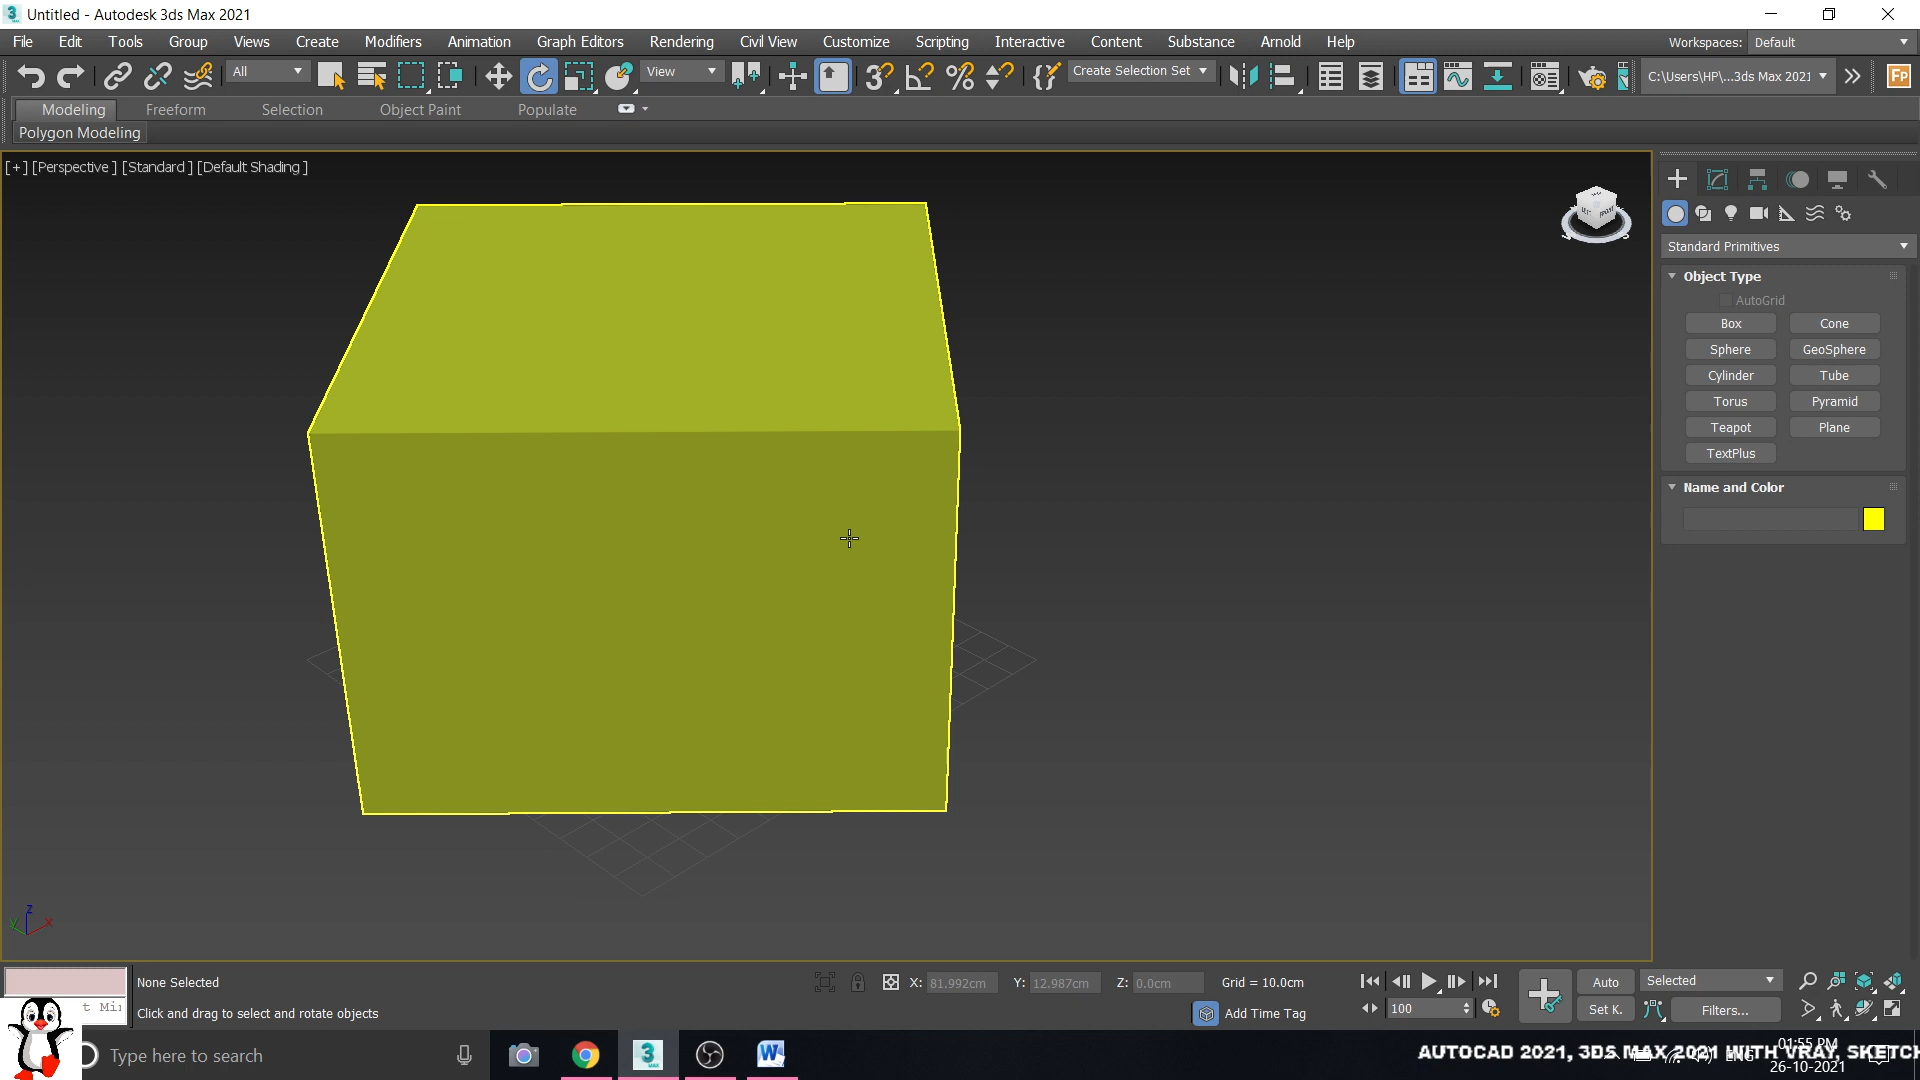 Untitled - Autodesk 3ds Max 2021
File Edit Tools Group Views Create Modifiers Animation Graph Editors Rendering Civil View Customize Scripting Interactive Content Substance Arnold Help Workspaces: Default
All View Create Selection Set C:\Users\HP\...3ds Max 2021
Modeling Freeform Selection Object Paint Populate
Polygon Modeling
[+] [Perspective ] [Standard ] [Default Shading ]
Standard Primitives
Object Type
AutoGrid
Box Cone
Sphere GeoSphere
Cylinder Tube
Torus Pyramid
Teapot Plane
TextPlus
Name and Color
z
y x
None Selected X: 81.992cm Y: 12.987cm Z: 0.0cm Grid = 10.0cm Auto Selected
t Mi Click and drag to select and rotate objects Add Time Tag 100 Set K. Filters...
Type here to search
AUTOCAD 2021, 3DS MAX 2021 WITH VRAY, SKETCH
ENG 01:55 PM
26-10-2021